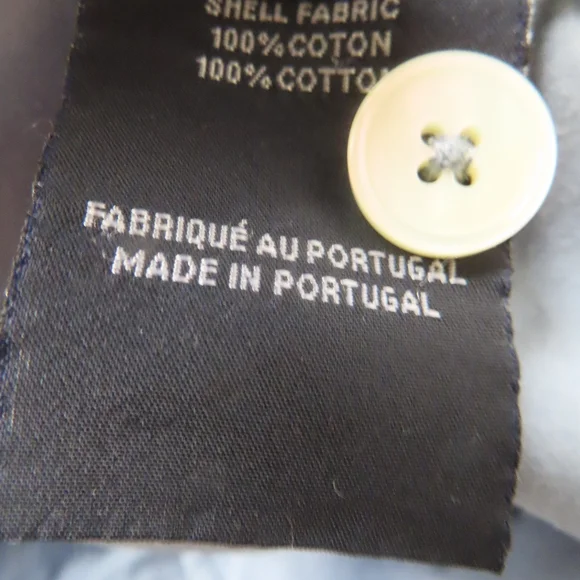 SHELL FABRIC
100% COTON
100% COTTON
FABRIQUÉ AU PORTUGAL
MADE IN PORTUGAL